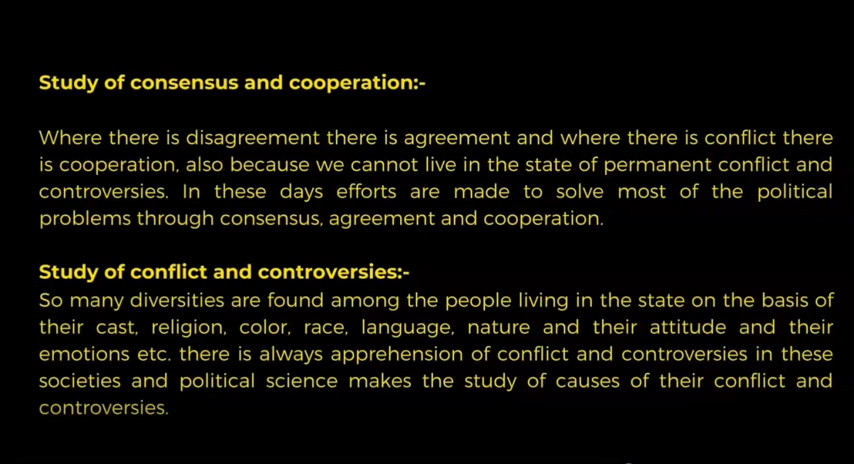 Study of consensus and cooperation:-
Where there is disagreement there is agreement and where there is conflict there
is cooperation, also because we cannot live in the state of permanent conflict and
controversies. In these days efforts are made to solve most of the political
problems through consensus, agreement and cooperation.
Study of conflict and controversies:-
So many diversities are found among the people living in the state on the basis of
their cast, religion, color, race, language, nature and their attitude and their
emotions etc. there is always apprehension of conflict and controversies in these
societies and political science makes the study of causes of their conflict and
controversies.